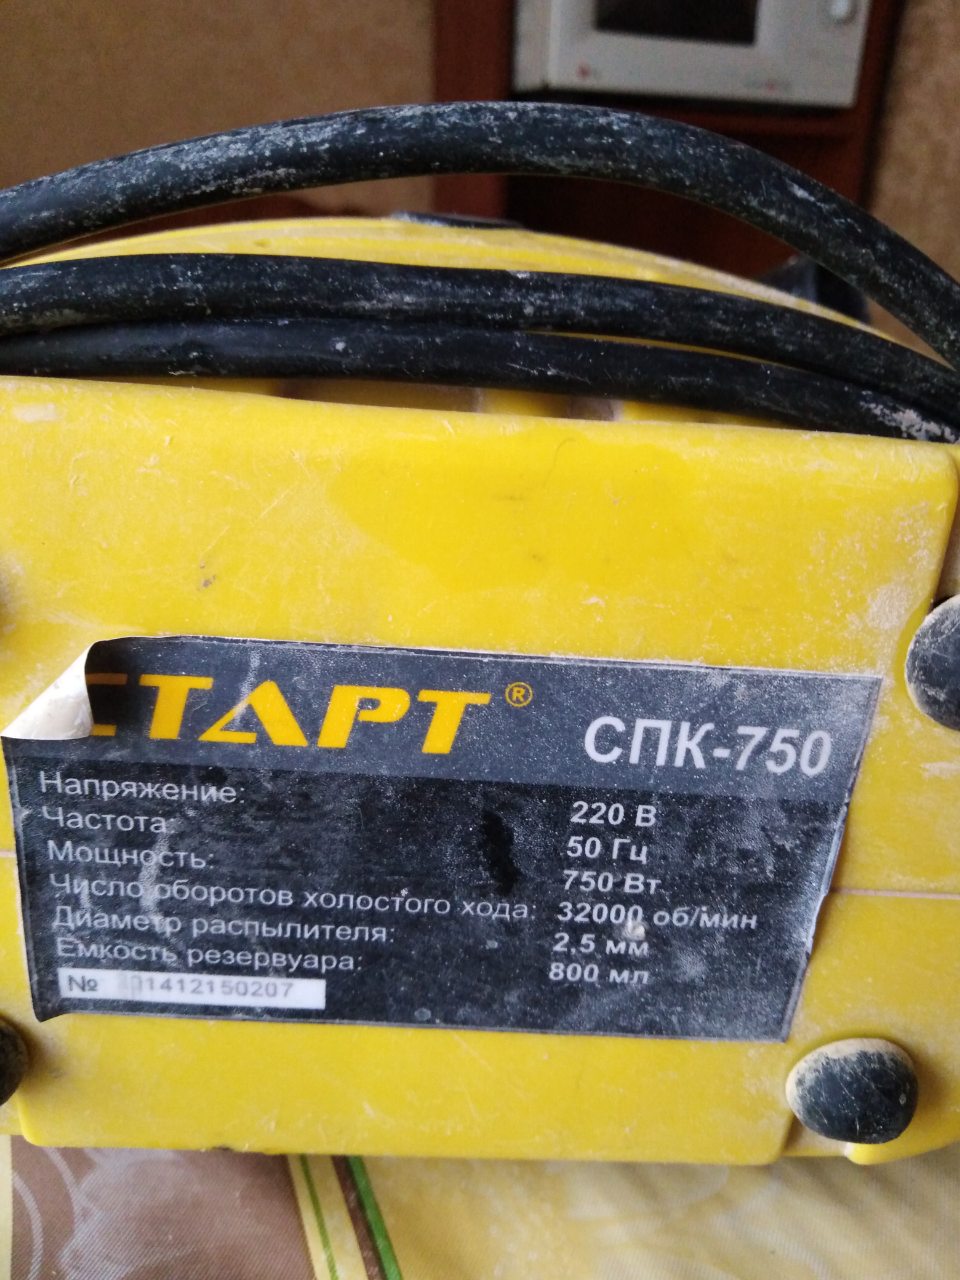 СТАРТ®
СПК-750
Напряжение: 220 В
Частота: 50 Гц
Мощность: 750 Вт
Число оборотов холостого хода: 32000 об/мин
Диаметр распылителя: 2,5 мм
Емкость резервуара: 800 мл
№ 01412150207